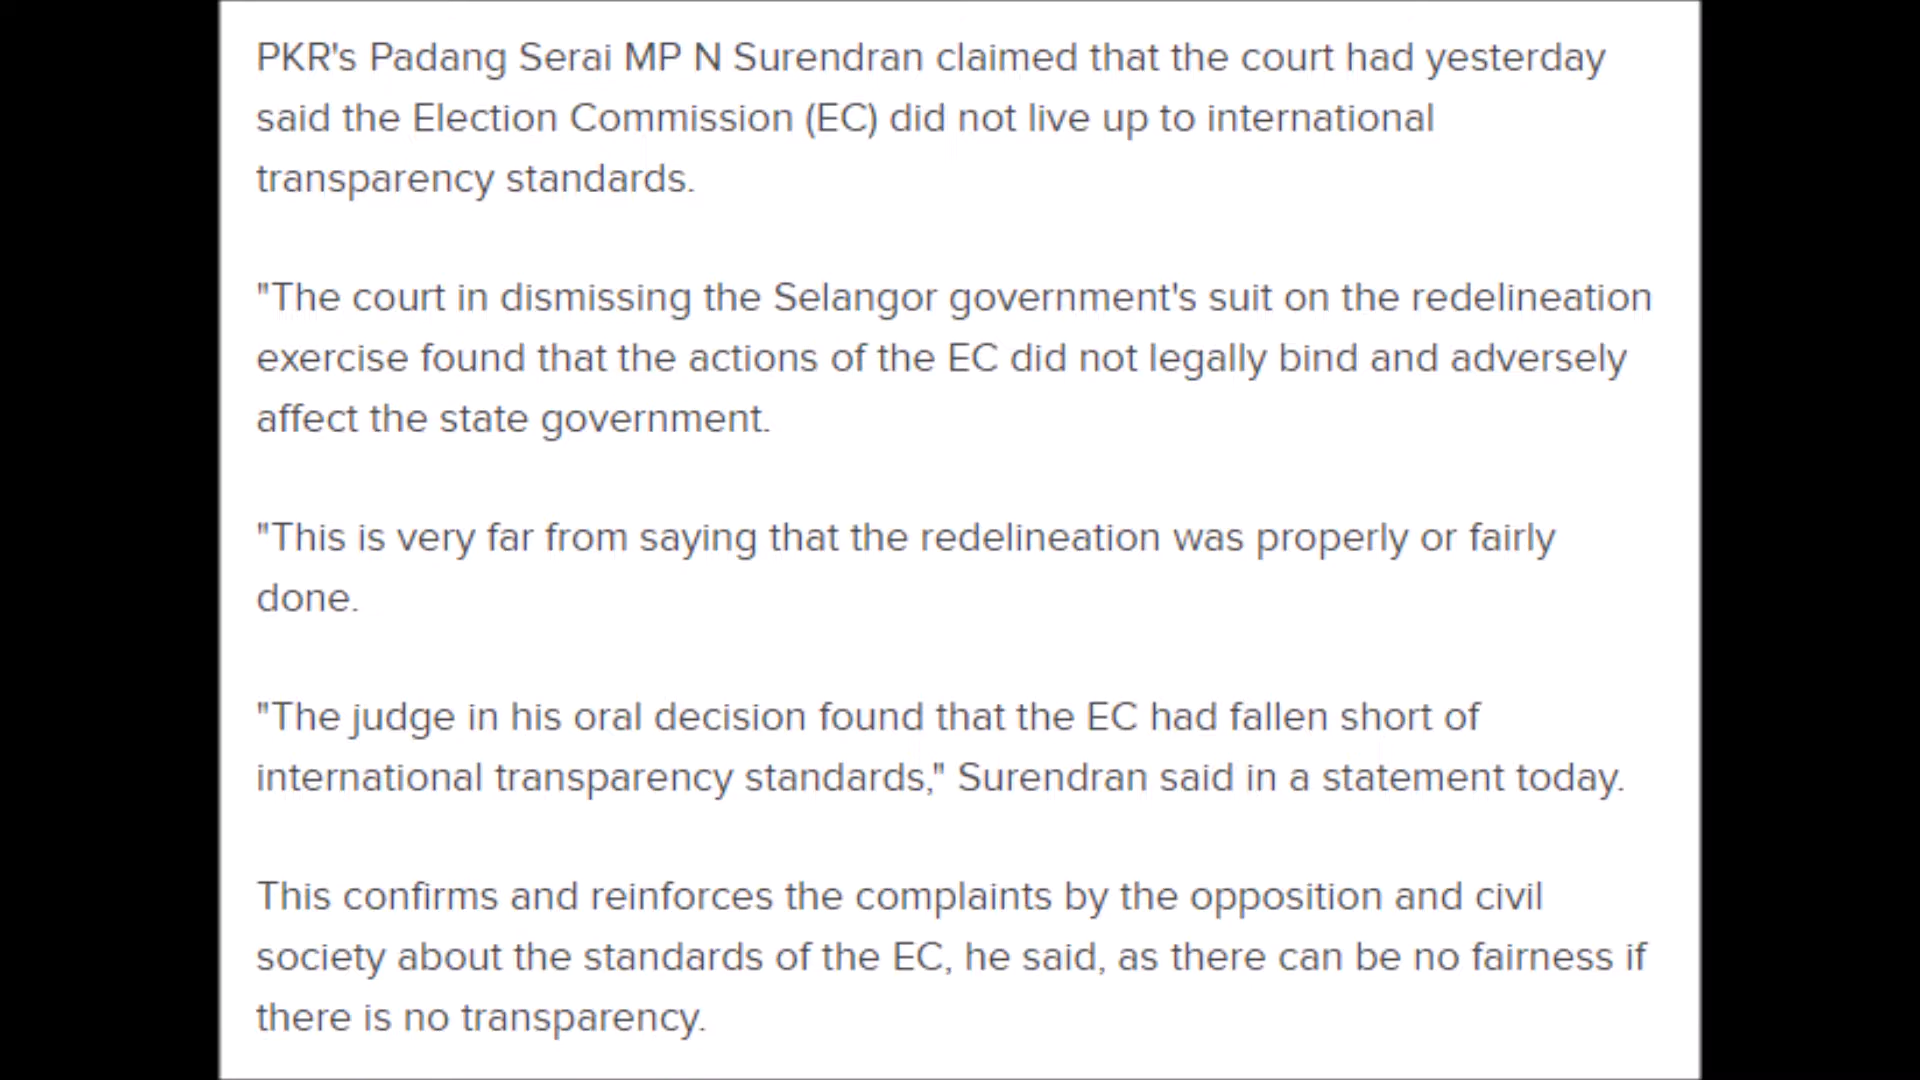 PKR's Padang Serai MP N Surendran claimed that the court had yesterday
said the Election Commission (EC) did not live up to international
transparency standards.
"The court in dismissing the Selangor government's suit on the redelineation
exercise found that the actions of the EC did not legally bind and adversely
affect the state government.
"This is very far from saying that the redelineation was properly or fairly
done.
"The judge in his oral decision found that the EC had fallen short of
international transparency standards," Surendran said in a statement today.
This confirms and reinforces the complaints by the opposition and civil
society about the standards of the EC, he said, as there can be no fairness if
there is no transparency.